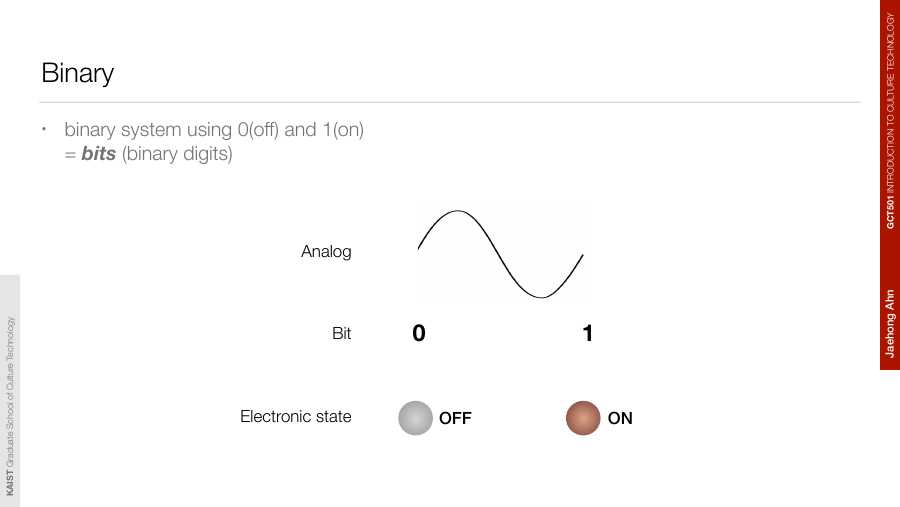 Binary
• binary system using 0(off) and 1(on)
= bits (binary digits)
Analog
Bit 0 1
Electronic state OFF ON
KAIST Graduate School of Culture Technology
GCT501 INTRODUCTION TO CULTURE TECHNOLOGY
Jaehong Ahn